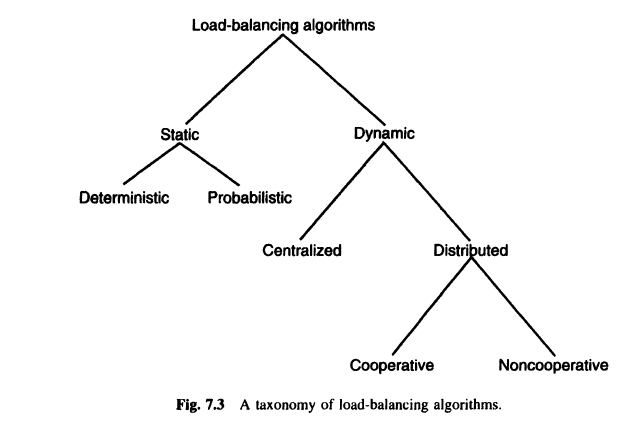 Load-balancing algorithms
Static Dynamic
Deterministic Probabilistic
Centralized Distributed
Cooperative Noncooperative
Fig. 7.3 A taxonomy of load-balancing algorithms.